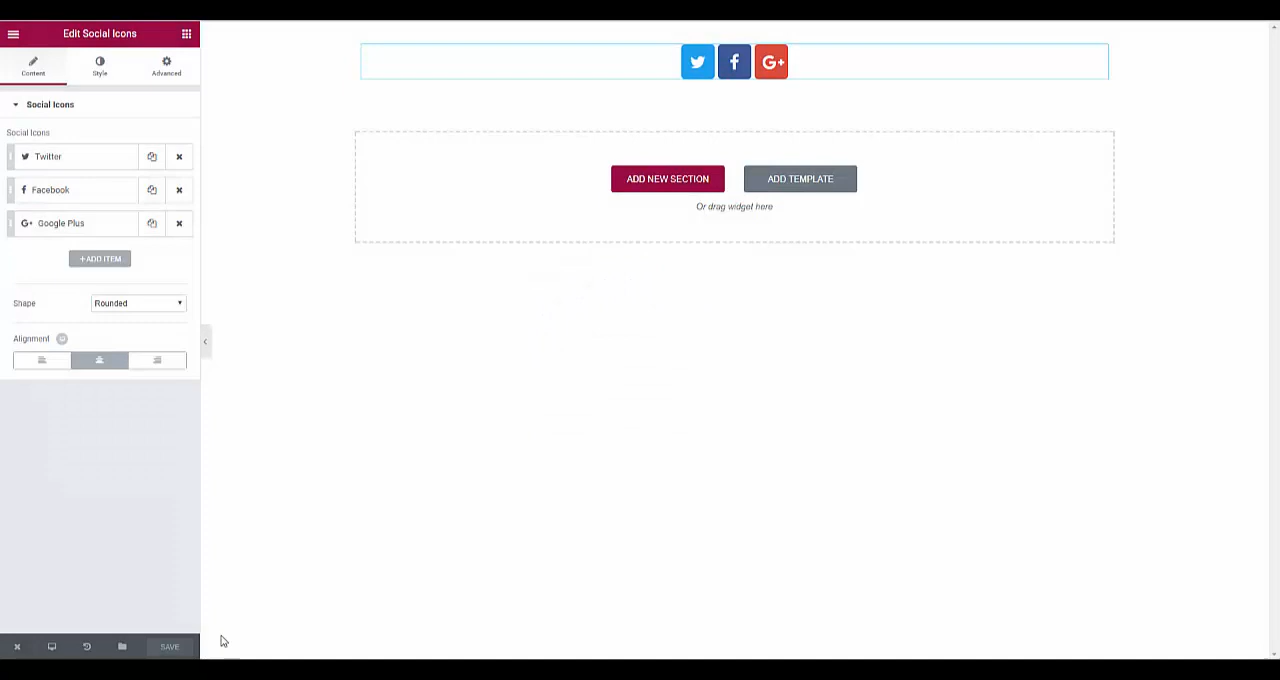 Edit Social Icons
Content
Style
Advanced
Social Icons
Social Icons
Twitter
Facebook
G+ Google Plus
+ ADD ITEM
Shape
Rounded
Alignment
SAVE
G+
ADD NEW SECTION
ADD TEMPLATE
Or drag widget here